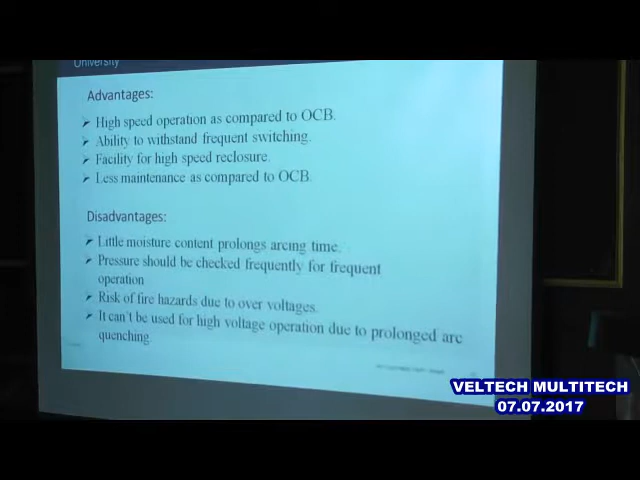 University
Advantages:
➢ High speed operation as compared to OCB.
➢ Ability to withstand frequent switching.
➢ Facility for high speed reclosure.
➢ Less maintenance as compared to OCB.
Disadvantages:
➢ Little moisture content prolongs arcing time.
➢ Pressure should be checked frequently for frequent
operation
➢ Risk of fire hazards due to over voltages.
➢ It can't be used for high voltage operation due to prolonged arc
quenching.
VELTECH MULTITECH
07.07.2017